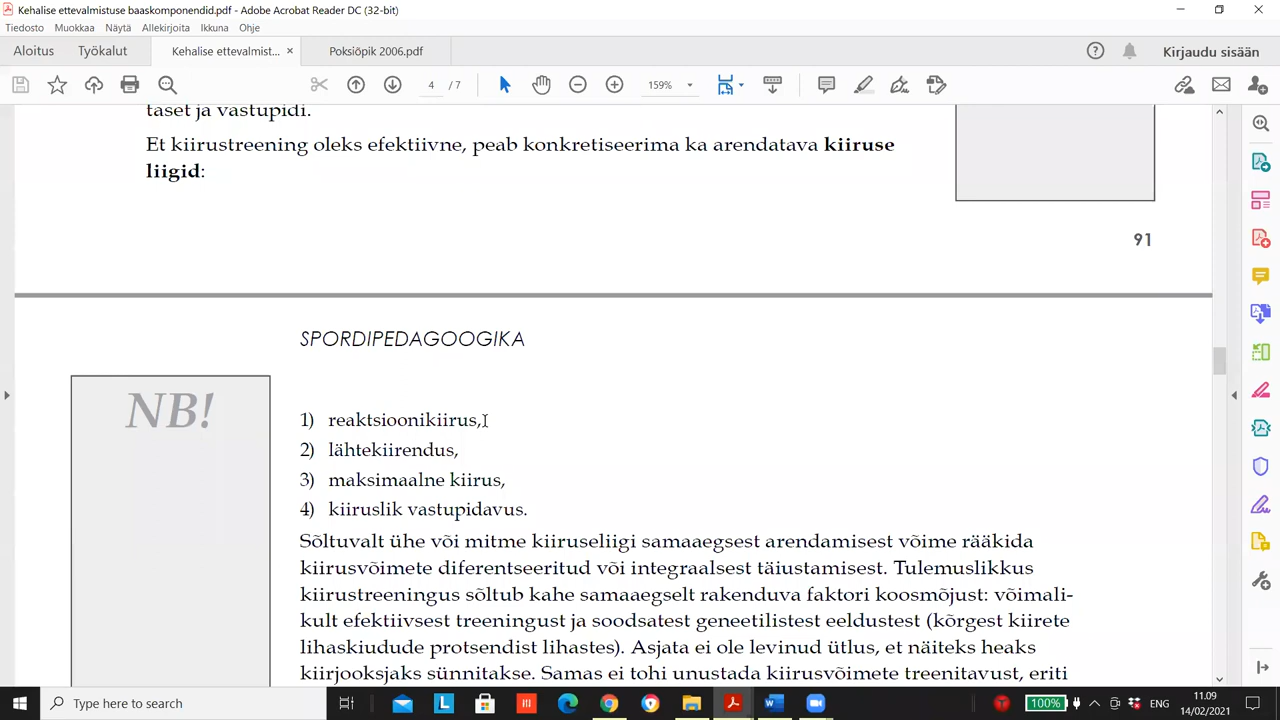 Kehalise ettevalmistuse baaskomponendid.pdf - Adobe Acrobat Reader DC (32-bit)
Tiedosto Muokkaa Näytä Allekirjoita Ikkuna Ohje
Aloitus Työkalut Kehalise ettevalmist... × Poksiöpik 2006.pdf Kirjaudu sisään
4 / 7 159%
taset ja vastupidi.
Et kiirustreening oleks efektiivne, peab konkretiseerima ka arendatava kiiruse
liigid:
91
SPORDIPEDAGOOGIKA
NB!
1) reaktsioonikiirus,
2) lähtekiirendus,
3) maksimaalne kiirus,
4) kiiruslik vastupidavus.
Sõltuvalt ühe või mitme kiiruseliigi samaaegsest arendamisest võime rääkida
kiirusvõimete diferentseeritud või integraalsest täiustamisest. Tulemuslikkus
kiirustreeningus sõltub kahe samaaegselt rakenduva faktori koosmõjust: võimali-
kult efektiivsest treeningust ja soodsatest geneetilistest eeldustest (kõrgest kiirete
lihaskiudude protsendist lihastes). Asjata ei ole levinud ütlus, et näiteks heaks
kiirjooksjaks sünnitakse. Samas ei tohi unustada kiirusvõimete treenitavust, eriti
Type here to search
100% ENG
11.09
14/02/2021